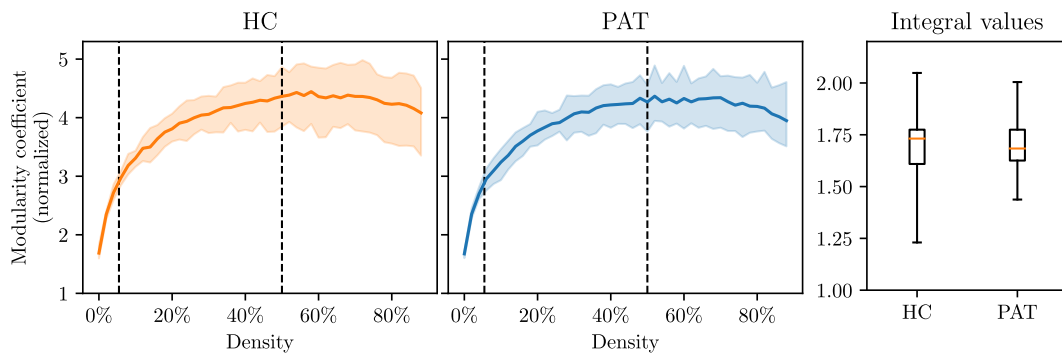 HC
PAT
Integral values
Modularity coefficient
(normalized)
5
4
3
2
1
0%
20%
40%
60%
80%
Density
0%
20%
40%
60%
80%
Density
2.00
1.75
1.50
1.25
1.00
HC
PAT